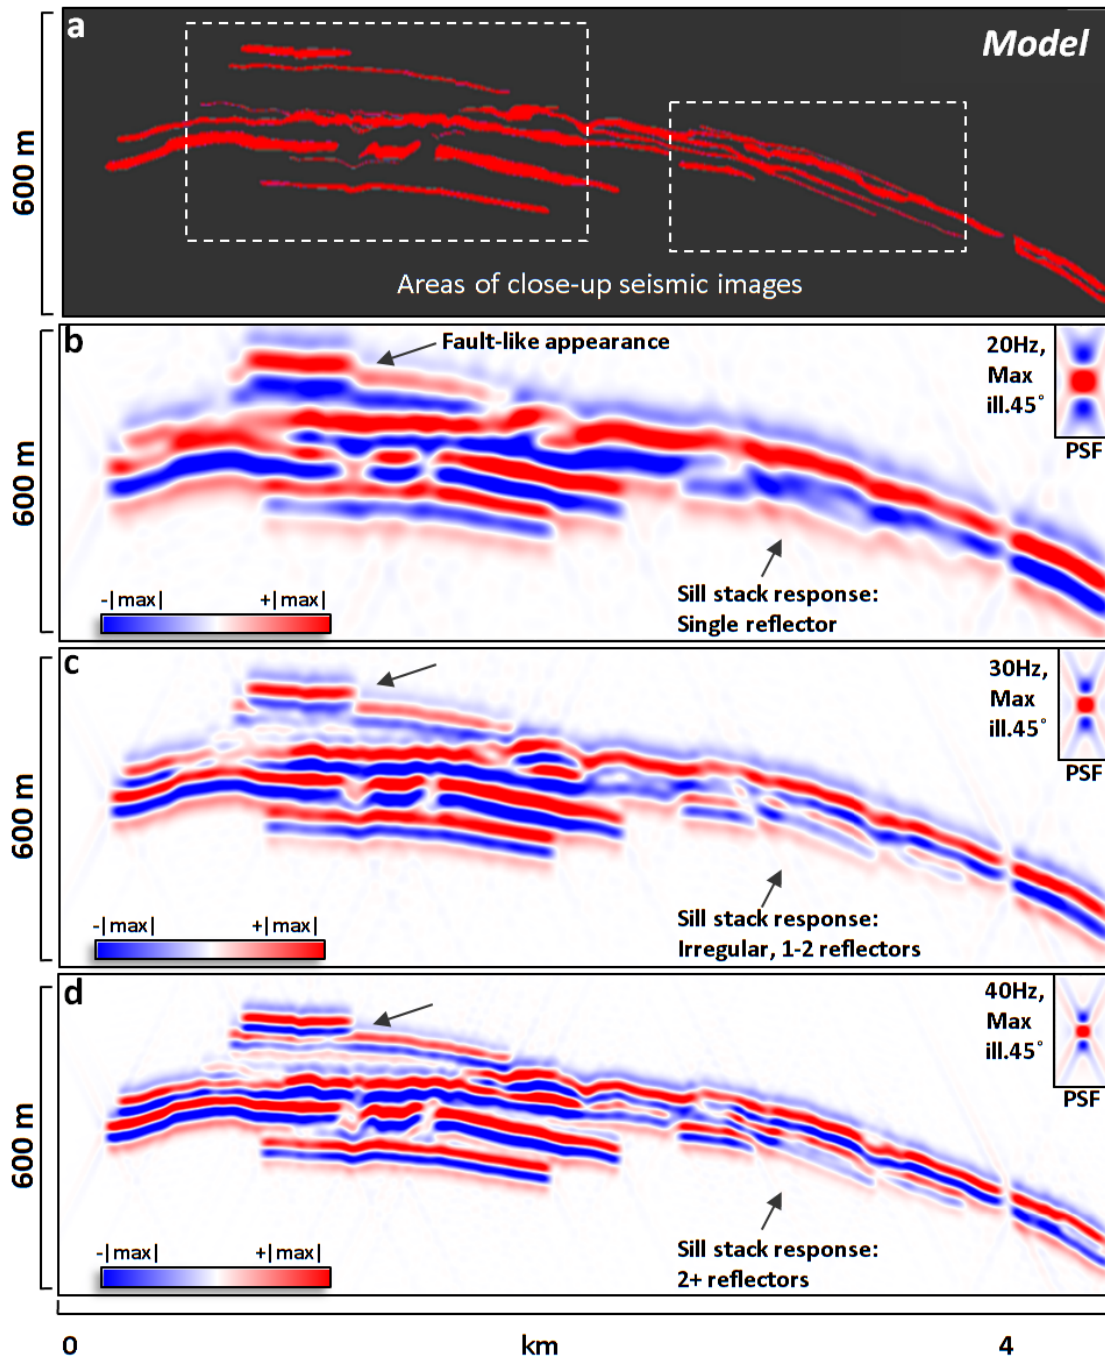 a
Model
600 m
Areas of close-up seismic images
b
Fault-like appearance
20Hz,
Max
ill.45°
PSF
600 m
-|max|
+|max|
Sill stack response:
Single reflector
c
30Hz,
Max
ill.45°
PSF
600 m
-|max|
+|max|
Sill stack response:
Irregular, 1-2 reflectors
d
40Hz,
Max
ill.45°
PSF
600 m
-|max|
+|max|
Sill stack response:
2+ reflectors
0
km
4